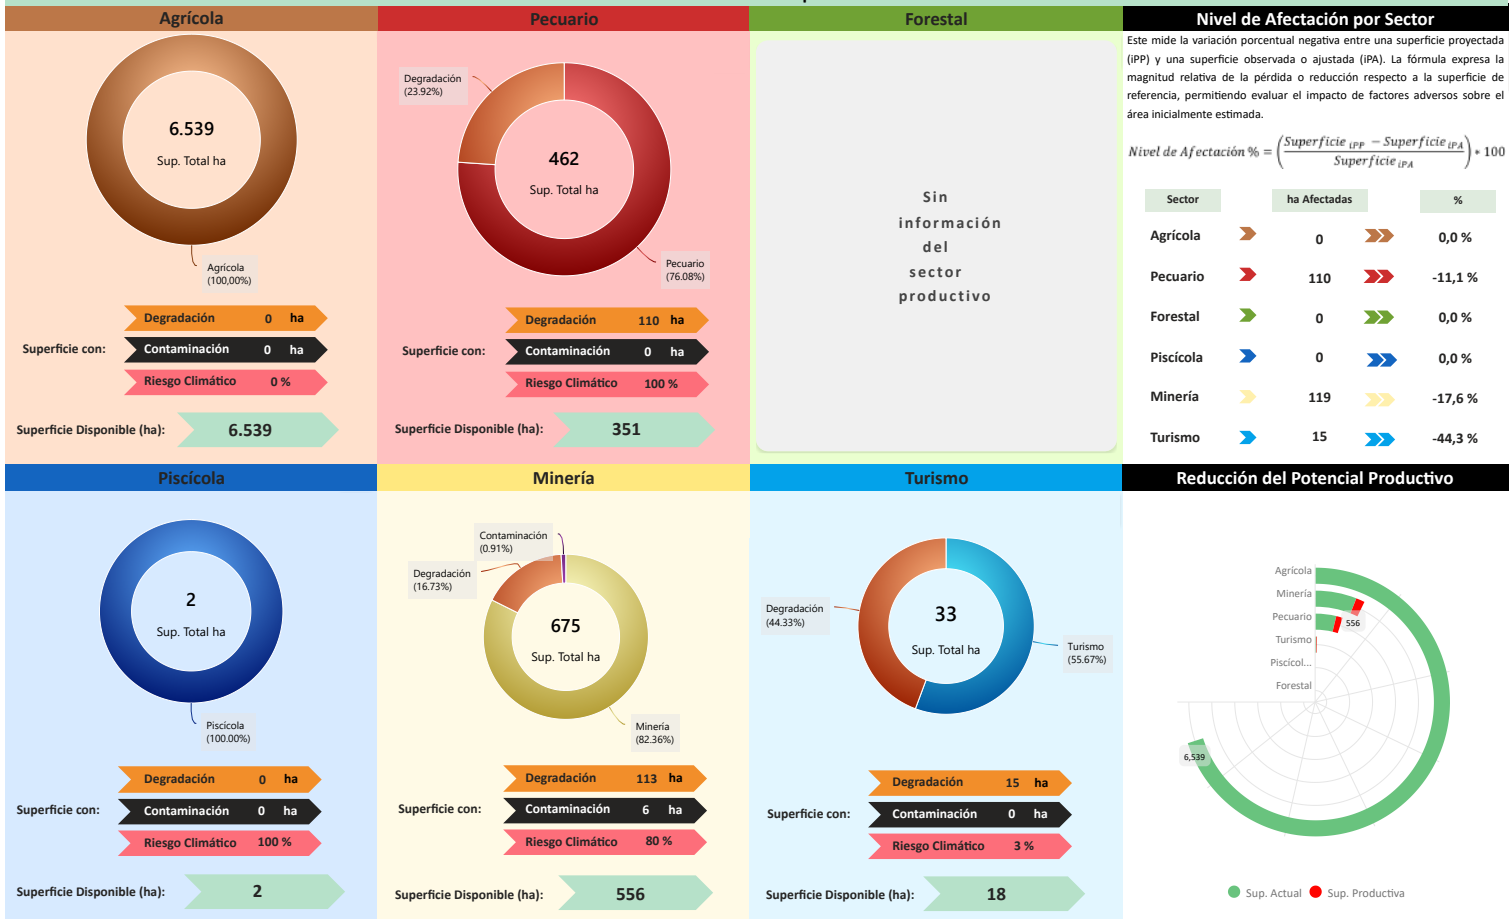 Agrícola
6.539
Sup. Total ha
Agrícola
(100,00%)
Superficie con:
Degradación 0 ha
Contaminación 0 ha
Riesgo Climático 0 %
Superficie Disponible (ha): 6.539
Pecuario
Degradación
(23.92%)
462
Sup. Total ha
Pecuario
(76.08%)
Superficie con:
Degradación 110 ha
Contaminación 0 ha
Riesgo Climático 100 %
Superficie Disponible (ha): 351
Forestal
Sin
información
del
sector
productivo
Nivel de Afectación por Sector
Este mide la variación porcentual negativa entre una superficie proyectada
(iPP) y una superficie observada o ajustada (iPA). La fórmula expresa la
magnitud relativa de la pérdida o reducción respecto a la superficie de
referencia, permitiendo evaluar el impacto de factores adversos sobre el
área inicialmente estimada.
Nivel de Afectación % = (Superficie iPP − Superficie iPA / Superficie iPA) * 100
Sector ha Afectadas %
Agrícola 0 0,0 %
Pecuario 110 -11,1 %
Forestal 0 0,0 %
Piscícola 0 0,0 %
Minería 119 -17,6 %
Turismo 15 -44,3 %
Piscícola
2
Sup. Total ha
Piscícola
(100.00%)
Superficie con:
Degradación 0 ha
Contaminación 0 ha
Riesgo Climático 100 %
Superficie Disponible (ha): 2
Minería
Contaminación
(0.91%)
Degradación
(16.73%)
675
Sup. Total ha
Minería
(82.36%)
Superficie con:
Degradación 113 ha
Contaminación 6 ha
Riesgo Climático 80 %
Superficie Disponible (ha): 556
Turismo
Degradación
(44.33%)
33
Sup. Total ha
Turismo
(55.67%)
Superficie con:
Degradación 15 ha
Contaminación 0 ha
Riesgo Climático 3 %
Superficie Disponible (ha): 18
Reducción del Potencial Productivo
Agrícola
Minería
Pecuario
556
Turismo
Piscícol...
Forestal
6,539
Sup. Actual Sup. Productiva